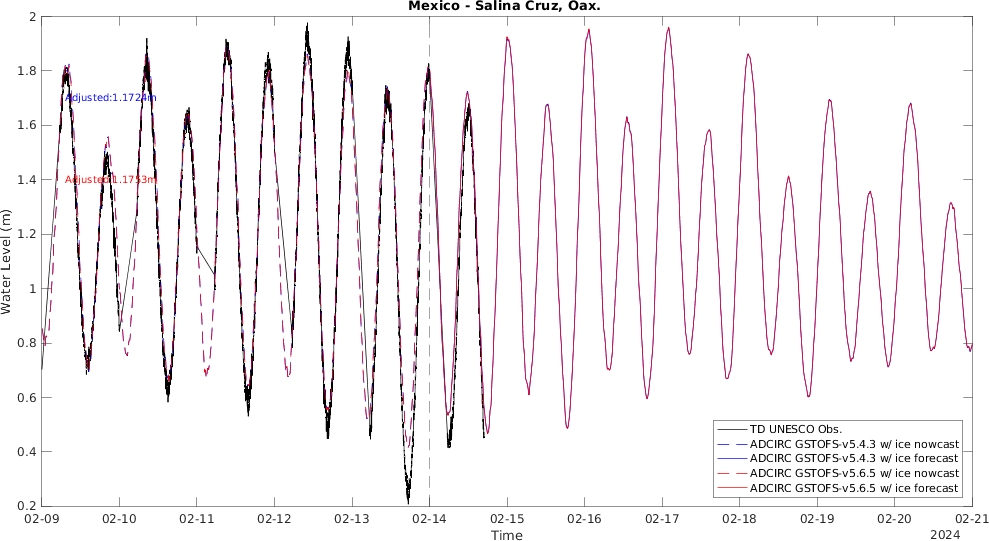 Mexico - Salina Cruz, Oax.
2
1.8
1.6
1.4
1.2
1
0.8
0.6
0.4
0.2
Water Level (m)
Adjusted:1.1724m
Adjusted:1.1753m
TD UNESCO Obs.
ADCIRC GSTOFS-v5.4.3 w/ ice nowcast
ADCIRC GSTOFS-v5.4.3 w/ ice forecast
ADCIRC GSTOFS-v5.6.5 w/ ice nowcast
ADCIRC GSTOFS-v5.6.5 w/ ice forecast
02-09 02-10 02-11 02-12 02-13 02-14 02-15 02-16 02-17 02-18 02-19 02-20 02-21
Time
2024